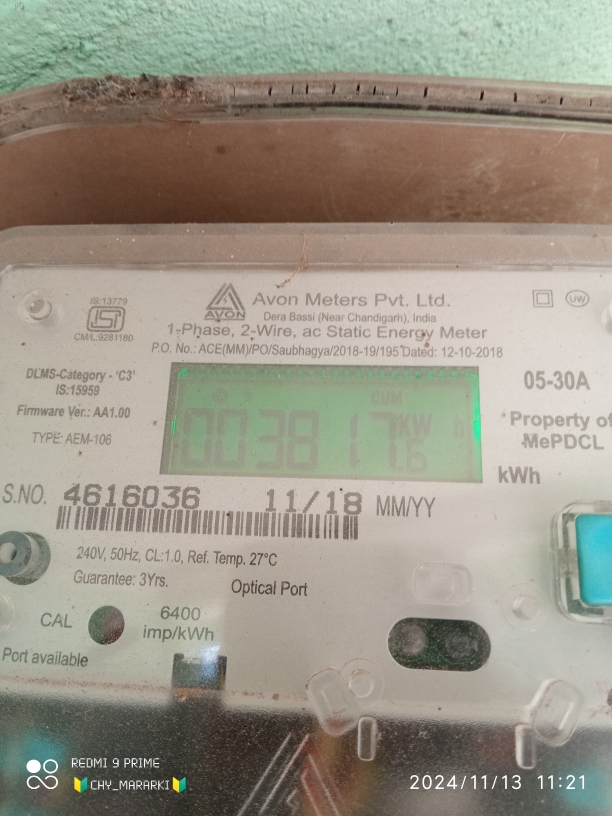 IS:13779
ISI
CM/L:9281180
AVON
Avon Meters Pvt. Ltd.
Dera Bassi (Near Chandigarh), India
UW
1-Phase, 2-Wire, ac Static Energy Meter
P.O. No.: ACE(MM)/PO/Saubhagya/2018-19/195 Dated: 12-10-2018
DLMS-Category - 'C3'
IS:15959
Firmware Ver.: AA1.00
TYPE: AEM-106
CUM
003817 KW h
05-30A
Property of
MePDCL
kWh
S.NO. 4616036 11/18 MM/YY
240V, 50Hz, CL:1.0, Ref. Temp. 27°C
Guarantee: 3Yrs.
Optical Port
CAL
6400
imp/kWh
Port available
REDMI 9 PRIME
CHY_MARARKI
2024/11/13 11:21